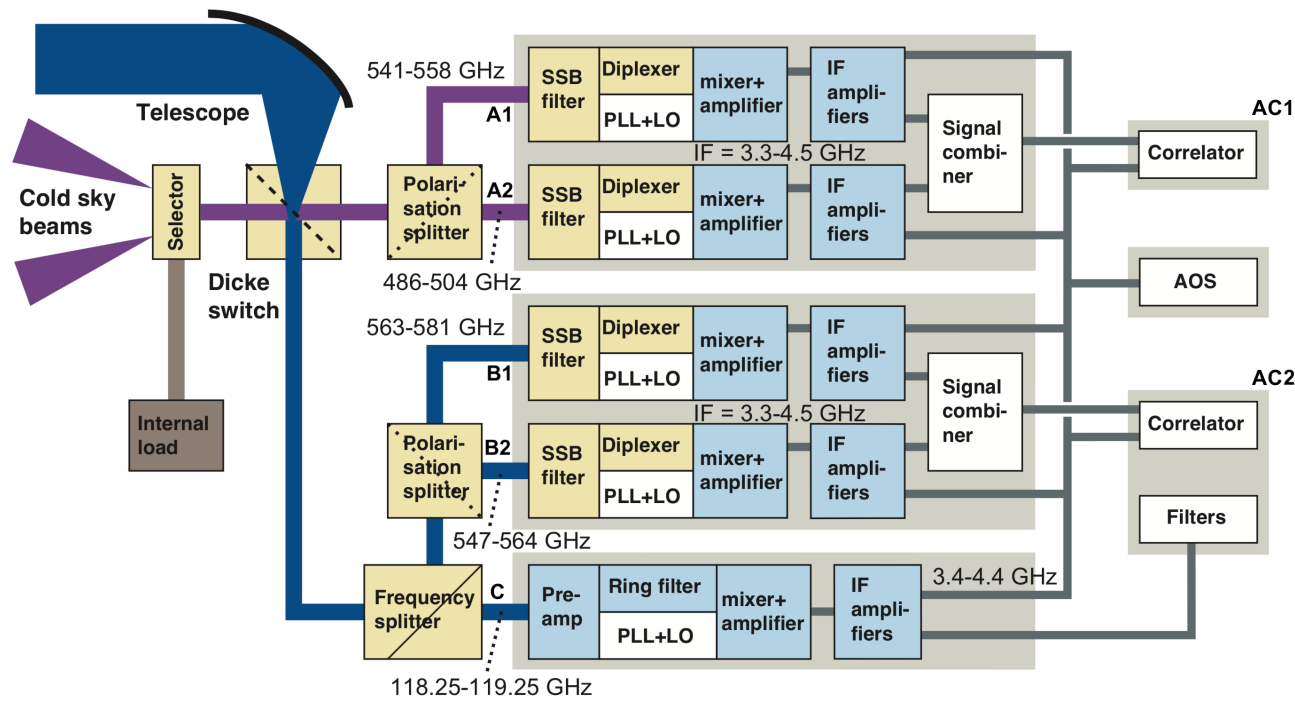 541-558 GHz
Telescope
A1
SSB
filter
Diplexer
PLL+LO
mixer+
amplifier
IF
ampli-
fiers
IF = 3.3-4.5 GHz
Signal
combi-
ner
AC1
Correlator
Cold sky
beams
Selector
Dicke
switch
Polari-
sation
splitter
A2
SSB
filter
Diplexer
PLL+LO
mixer+
amplifier
IF
ampli-
fiers
486-504 GHz
AOS
Internal
load
563-581 GHz
B1
SSB
filter
Diplexer
PLL+LO
mixer+
amplifier
IF
ampli-
fiers
IF = 3.3-4.5 GHz
Signal
combi-
ner
AC2
Correlator
Polari-
sation
splitter
B2
SSB
filter
Diplexer
PLL+LO
mixer+
amplifier
IF
ampli-
fiers
547-564 GHz
Filters
Frequency
splitter
C
Pre-
amp
Ring filter
PLL+LO
mixer+
amplifier
IF
ampli-
fiers
3.4-4.4 GHz
118.25-119.25 GHz